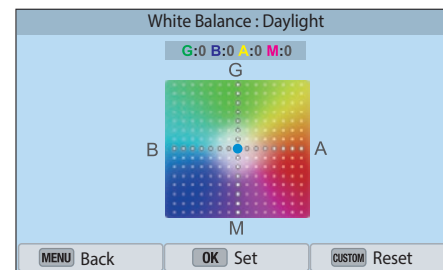 White Balance : Daylight
G:0 B:0 A:0 M:0
G
B A
M
MENU Back OK Set CUSTOM Reset